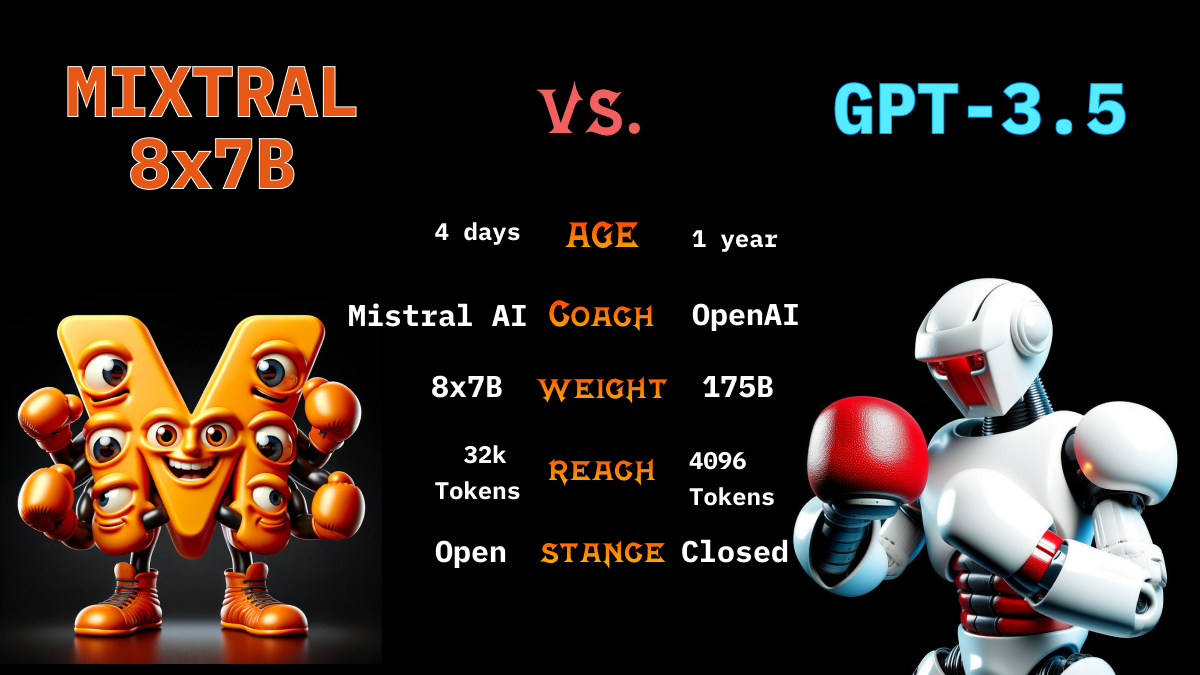 MIXTRAL
8x7B
VS.
GPT-3.5
4 days AGE 1 year
Mistral AI COACH OpenAI
8x7B WEIGHT 175B
32k
Tokens
REACH
4096
Tokens
Open STANCE Closed